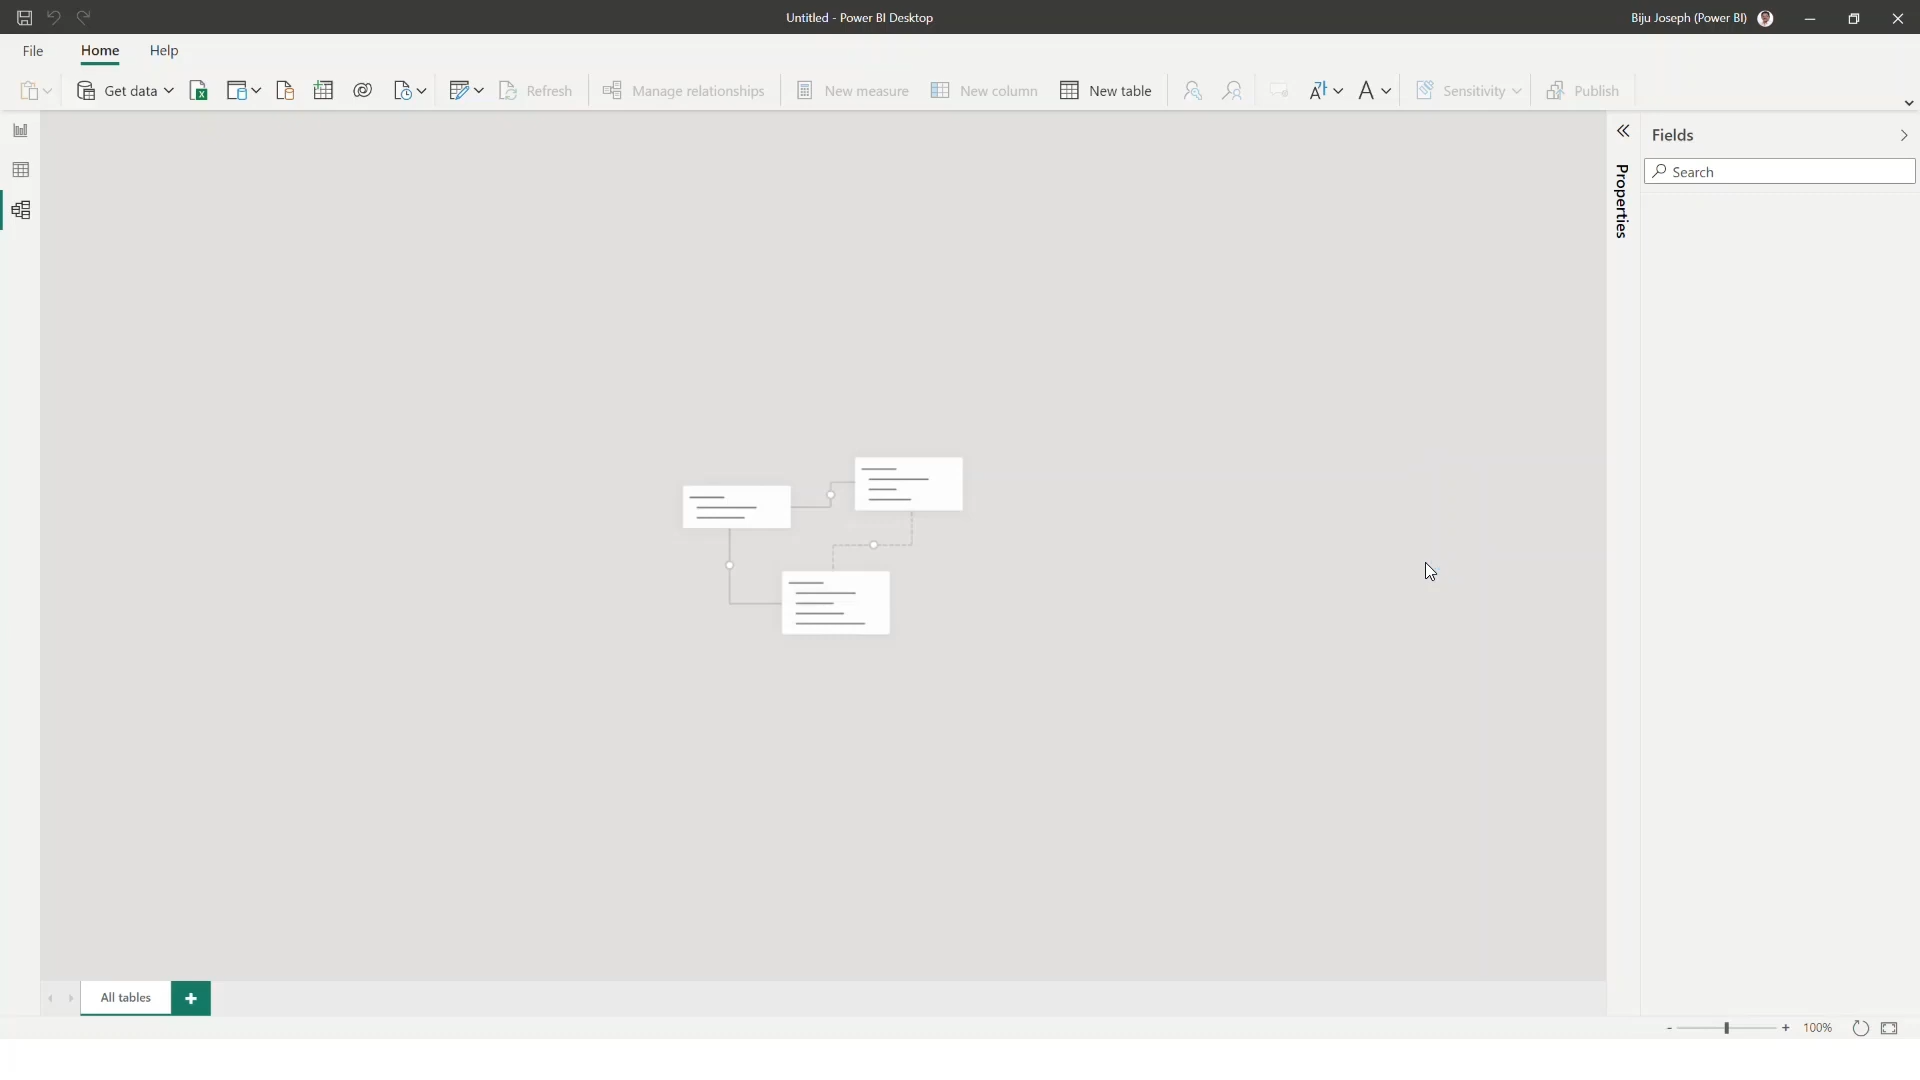 Untitled - Power BI Desktop
Biju Joseph (Power BI)
File
Home
Help
Get data
Refresh
Manage relationships
New measure
New column
New table
Sensitivity
Publish
Properties
Fields
Search
All tables
- + 100%